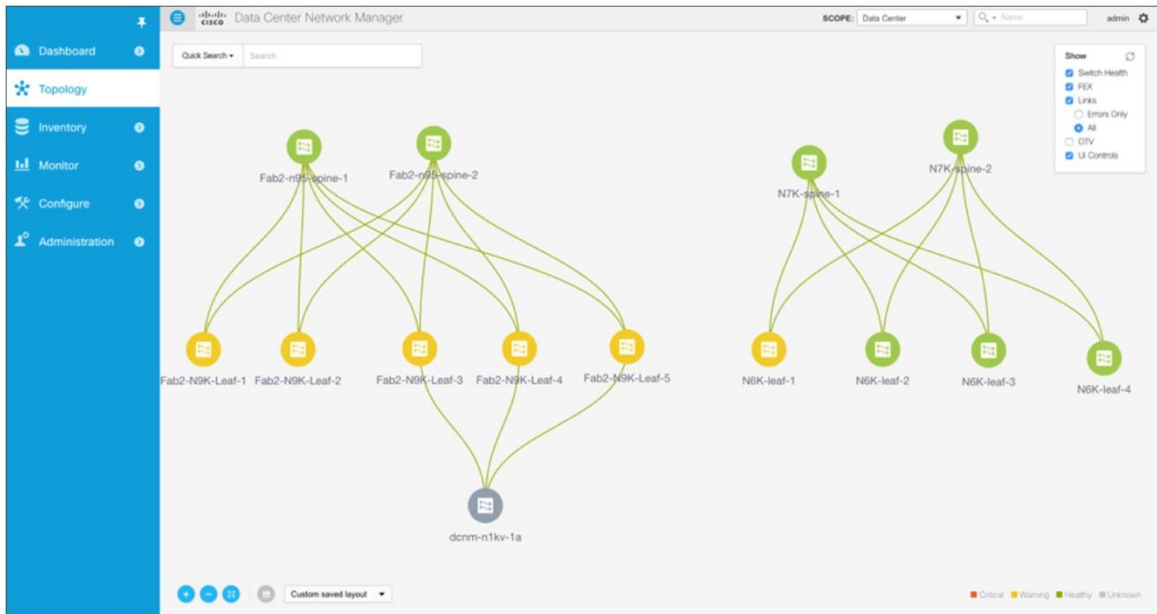 cisco Data Center Network Manager
SCOPE: Data Center
Name
admin
Dashboard
Topology
Inventory
Monitor
Configure
Administration
Quick Search
Search
Show
Switch Health
FEX
Links
Errors Only
All
OTV
UI Controls
Fab2-n95-spine-1
Fab2-n95-spine-2
N7K-spine-1
N7K-spine-2
Fab2-N9K-Leaf-1
Fab2-N9K-Leaf-2
Fab2-N9K-Leaf-3
Fab2-N9K-Leaf-4
Fab2-N9K-Leaf-5
N6K-leaf-1
N6K-leaf-2
N6K-leaf-3
N6K-leaf-4
dcnm-n1kv-1a
Custom saved layout
Critical Warning Healthy Unknown